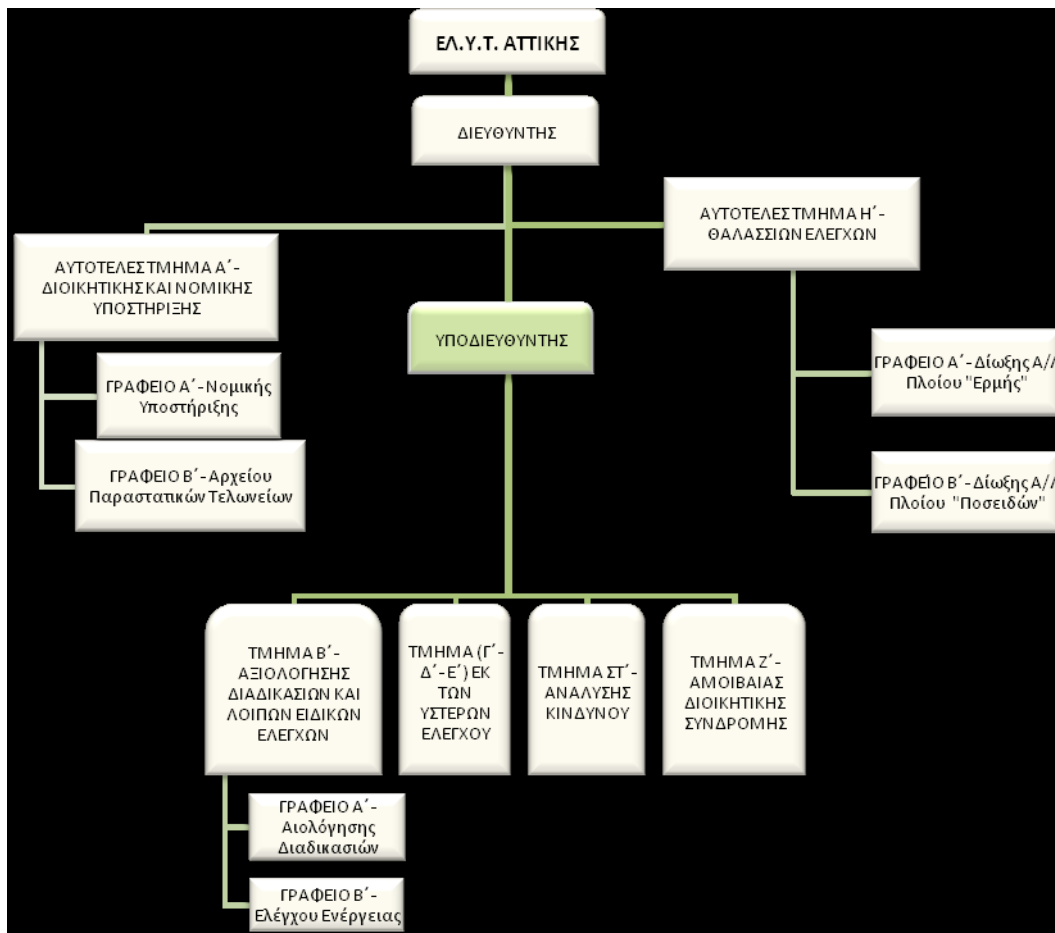 ΕΛ.Υ.Τ. ΑΤΤΙΚΗΣ
ΔΙΕΥΘΥΝΤΗΣ
ΑΥΤΟΤΕΛΕΣ ΤΜΗΜΑ Α΄-
ΔΙΟΙΚΗΤΙΚΗΣ ΚΑΙ ΝΟΜΙΚΗΣ
ΥΠΟΣΤΗΡΙΞΗΣ
ΓΡΑΦΕΙΟ Α΄- Νομικής
Υποστήριξης
ΓΡΑΦΕΙΟ Β΄- Αρχείου
Παραστατικών Τελωνείων
ΑΥΤΟΤΕΛΕΣ ΤΜΗΜΑ Η΄-
ΘΑΛΑΣΣΙΩΝ ΕΛΕΓΧΩΝ
ΓΡΑΦΕΙΟ Α΄- Δίωξης Α/Λ
Πλοίου "Ερμής"
ΓΡΑΦΕΊΟ Β΄- Δίωξης Α/Λ
Πλοίου "Ποσειδών"
ΥΠΟΔΙΕΥΘΥΝΤΗΣ
ΤΜΗΜΑ Β΄-
ΑΞΙΟΛΟΓΗΣΗΣ
ΔΙΑΔΙΚΑΣΙΩΝ ΚΑΙ
ΛΟΙΠΩΝ ΕΙΔΙΚΩΝ
ΕΛΕΓΧΩΝ
ΓΡΑΦΕΙΟ Α΄-
Αιολόγησης
Διαδικασιών
ΓΡΑΦΕΙΟ Β΄-
Ελέγχου Ενέργειας
ΤΜΗΜΑ (Γ΄-
Δ΄-Ε΄) ΕΚ
ΤΩΝ
ΥΣΤΕΡΩΝ
ΕΛΕΓΧΟΥ
ΤΜΗΜΑ ΣΤ΄-
ΑΝΑΛΥΣΗΣ
ΚΙΝΔΥΝΟΥ
ΤΜΗΜΑ Ζ΄-
ΑΜΟΙΒΑΙΑΣ
ΔΙΟΙΚΗΤΙΚΗΣ
ΣΥΝΔΡΟΜΗΣ